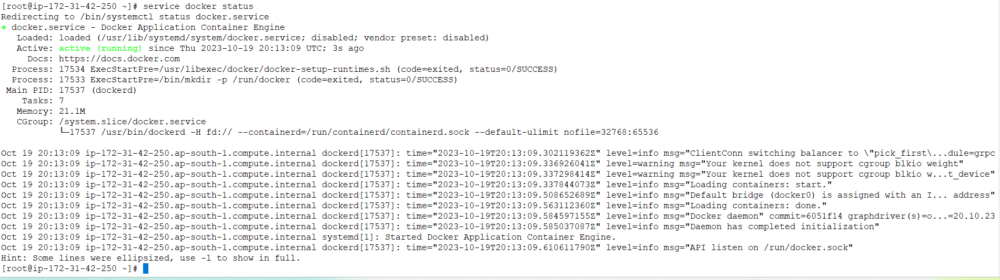 [root@ip-172-31-42-250 ~]# service docker status
Redirecting to /bin/systemctl status docker.service
● docker.service - Docker Application Container Engine
   Loaded: loaded (/usr/lib/systemd/system/docker.service; disabled; vendor preset: disabled)
   Active: active (running) since Thu 2023-10-19 20:13:09 UTC; 3s ago
     Docs: https://docs.docker.com
  Process: 17534 ExecStartPre=/usr/libexec/docker/docker-setup-runtimes.sh (code=exited, status=0/SUCCESS)
  Process: 17533 ExecStartPre=/bin/mkdir -p /run/docker (code=exited, status=0/SUCCESS)
 Main PID: 17537 (dockerd)
    Tasks: 7
   Memory: 21.1M
   CGroup: /system.slice/docker.service
           └─17537 /usr/bin/dockerd -H fd:// --containerd=/run/containerd/containerd.sock --default-ulimit nofile=32768:65536

Oct 19 20:13:09 ip-172-31-42-250.ap-south-1.compute.internal dockerd[17537]: time="2023-10-19T20:13:09.302119362Z" level=info msg="ClientConn switching balancer to \"pick_first\...dule=grpc
Oct 19 20:13:09 ip-172-31-42-250.ap-south-1.compute.internal dockerd[17537]: time="2023-10-19T20:13:09.336926041Z" level=warning msg="Your kernel does not support cgroup blkio weight"
Oct 19 20:13:09 ip-172-31-42-250.ap-south-1.compute.internal dockerd[17537]: time="2023-10-19T20:13:09.337298414Z" level=warning msg="Your kernel does not support cgroup blkio w...t_device"
Oct 19 20:13:09 ip-172-31-42-250.ap-south-1.compute.internal dockerd[17537]: time="2023-10-19T20:13:09.337844073Z" level=info msg="Loading containers: start."
Oct 19 20:13:09 ip-172-31-42-250.ap-south-1.compute.internal dockerd[17537]: time="2023-10-19T20:13:09.508652689Z" level=info msg="Default bridge (docker0) is assigned with an I... address"
Oct 19 20:13:09 ip-172-31-42-250.ap-south-1.compute.internal dockerd[17537]: time="2023-10-19T20:13:09.563112360Z" level=info msg="Loading containers: done."
Oct 19 20:13:09 ip-172-31-42-250.ap-south-1.compute.internal dockerd[17537]: time="2023-10-19T20:13:09.584597155Z" level=info msg="Docker daemon" commit=6051f14 graphdriver(s)=o...=20.10.23
Oct 19 20:13:09 ip-172-31-42-250.ap-south-1.compute.internal dockerd[17537]: time="2023-10-19T20:13:09.585037087Z" level=info msg="Daemon has completed initialization"
Oct 19 20:13:09 ip-172-31-42-250.ap-south-1.compute.internal systemd[1]: Started Docker Application Container Engine.
Oct 19 20:13:09 ip-172-31-42-250.ap-south-1.compute.internal dockerd[17537]: time="2023-10-19T20:13:09.610611790Z" level=info msg="API listen on /run/docker.sock"
Hint: Some lines were ellipsized, use -l to show in full.
[root@ip-172-31-42-250 ~]#